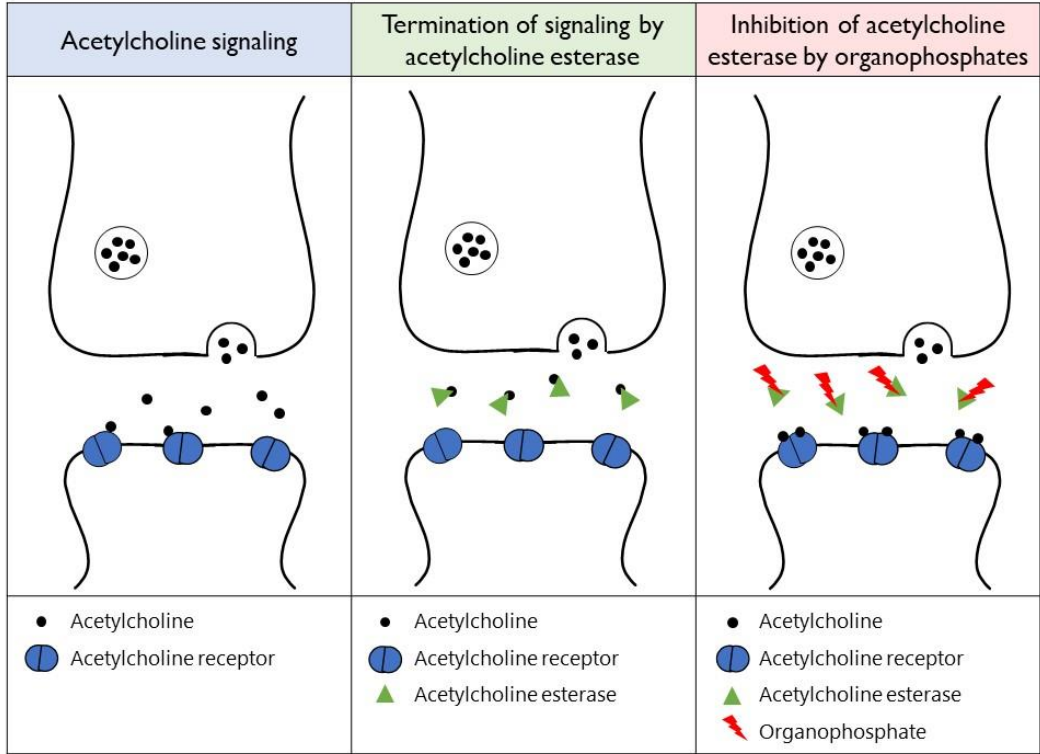 Acetylcholine signaling
Termination of signaling by
acetylcholine esterase
Inhibition of acetylcholine
esterase by organophosphates
Acetylcholine
Acetylcholine receptor
Acetylcholine
Acetylcholine receptor
Acetylcholine esterase
Acetylcholine
Acetylcholine receptor
Acetylcholine esterase
Organophosphate